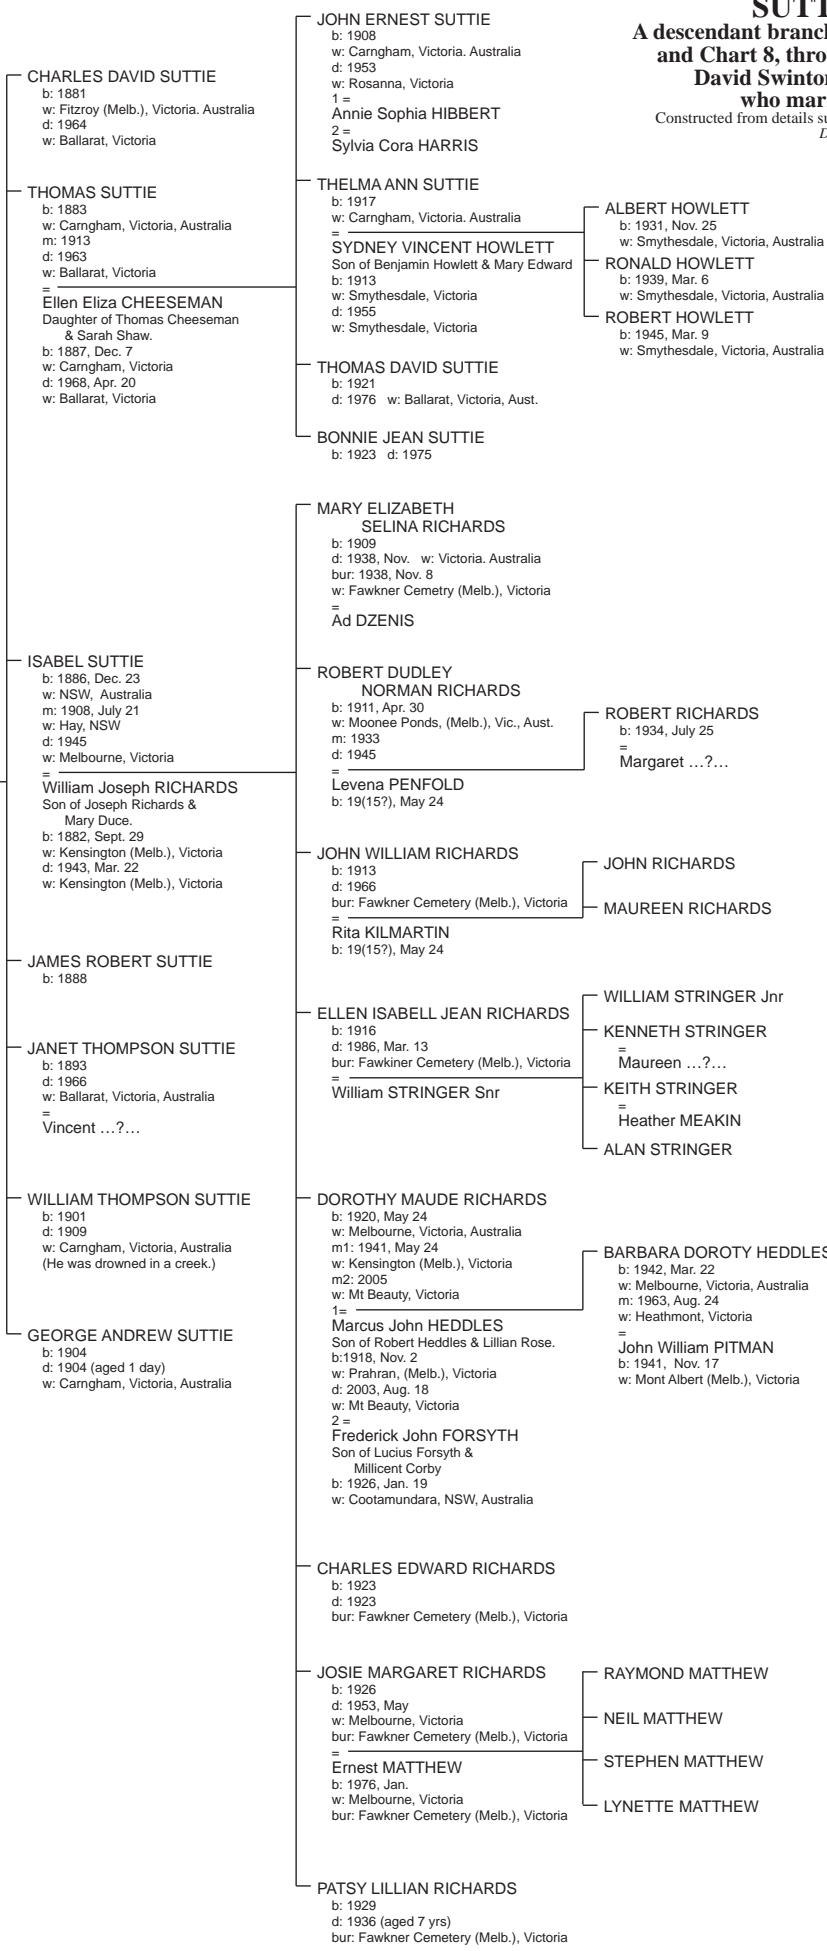 SUTT
A descendant branch
and Chart 8, thro
David Swinton
who mar
Constructed from details su
D
CHARLES DAVID SUTTIE
b: 1881
w: Fitzroy (Melb.), Victoria. Australia
d: 1964
w: Ballarat, Victoria
THOMAS SUTTIE
b: 1883
w: Carngham, Victoria, Australia
m: 1913
d: 1963
w: Ballarat, Victoria
=
Ellen Eliza CHEESEMAN
Daughter of Thomas Cheeseman
& Sarah Shaw.
b: 1887, Dec. 7
w: Carngham, Victoria
d: 1968, Apr. 20
w: Ballarat, Victoria
ISABEL SUTTIE
b: 1886, Dec. 23
w: NSW, Australia
m: 1908, July 21
w: Hay, NSW
d: 1945
w: Melbourne, Victoria
=
William Joseph RICHARDS
Son of Joseph Richards &
Mary Duce.
b: 1882, Sept. 29
w: Kensington (Melb.), Victoria
d: 1943, Mar. 22
w: Kensington (Melb.), Victoria
JAMES ROBERT SUTTIE
b: 1888
JANET THOMPSON SUTTIE
b: 1893
d: 1966
w: Ballarat, Victoria, Australia
=
Vincent …?…
WILLIAM THOMPSON SUTTIE
b: 1901
d: 1909
w: Carngham, Victoria, Australia
(He was drowned in a creek.)
GEORGE ANDREW SUTTIE
b: 1904
d: 1904 (aged 1 day)
w: Carngham, Victoria, Australia
JOHN ERNEST SUTTIE
b: 1908
w: Carngham, Victoria. Australia
d: 1953
w: Rosanna, Victoria
1 =
Annie Sophia HIBBERT
2 =
Sylvia Cora HARRIS
THELMA ANN SUTTIE
b: 1917
w: Carngham, Victoria. Australia
=
SYDNEY VINCENT HOWLETT
Son of Benjamin Howlett & Mary Edward
b: 1913
w: Smythesdale, Victoria
d: 1955
w: Smythesdale, Victoria
THOMAS DAVID SUTTIE
b: 1921
d: 1976 w: Ballarat, Victoria, Aust.
BONNIE JEAN SUTTIE
b: 1923 d: 1975
MARY ELIZABETH
SELINA RICHARDS
b: 1909
d: 1938, Nov. w: Victoria. Australia
bur: 1938, Nov. 8
w: Fawkner Cemetry (Melb.), Victoria
=
Ad DZENIS
ROBERT DUDLEY
NORMAN RICHARDS
b: 1911, Apr. 30
w: Moonee Ponds, (Melb.), Vic., Aust.
m: 1933
d: 1945
=
Levena PENFOLD
b: 19(15?), May 24
JOHN WILLIAM RICHARDS
b: 1913
d: 1966
bur: Fawkner Cemetery (Melb.), Victoria
=
Rita KILMARTIN
b: 19(15?), May 24
ELLEN ISABELL JEAN RICHARDS
b: 1916
d: 1986, Mar. 13
bur: Fawkiner Cemetery (Melb.), Victoria
=
William STRINGER Snr
DOROTHY MAUDE RICHARDS
b: 1920, May 24
w: Melbourne, Victoria, Australia
m1: 1941, May 24
w: Kensington (Melb.), Victoria
m2: 2005
w: Mt Beauty, Victoria
1=
Marcus John HEDDLES
Son of Robert Heddles & Lillian Rose.
b:1918, Nov. 2
w: Prahran, (Melb.), Victoria
d: 2003, Aug. 18
w: Mt Beauty, Victoria
2 =
Frederick John FORSYTH
Son of Lucius Forsyth &
Millicent Corby
b: 1926, Jan. 19
w: Cootamundara, NSW, Australia
CHARLES EDWARD RICHARDS
b: 1923
d: 1923
bur: Fawkner Cemetery (Melb.), Victoria
JOSIE MARGARET RICHARDS
b: 1926
d: 1953, May
w: Melbourne, Victoria
bur: Fawkner Cemetery (Melb.), Victoria
=
Ernest MATTHEW
b: 1976, Jan.
w: Melbourne, Victoria
bur: Fawkner Cemetery (Melb.), Victoria
PATSY LILLIAN RICHARDS
b: 1929
d: 1936 (aged 7 yrs)
bur: Fawkner Cemetery (Melb.), Victoria
ALBERT HOWLETT
b: 1931, Nov. 25
w: Smythesdale, Victoria, Australia
RONALD HOWLETT
b: 1939, Mar. 6
w: Smythesdale, Victoria, Australia
ROBERT HOWLETT
b: 1945, Mar. 9
w: Smythesdale, Victoria, Australia
ROBERT RICHARDS
b: 1934, July 25
=
Margaret …?…
JOHN RICHARDS
MAUREEN RICHARDS
WILLIAM STRINGER Jnr
KENNETH STRINGER
=
Maureen …?…
KEITH STRINGER
=
Heather MEAKIN
ALAN STRINGER
BARBARA DOROTY HEDDLES
b: 1942, Mar. 22
w: Melbourne, Victoria, Australia
m: 1963, Aug. 24
w: Heathmont, Victoria
=
John William PITMAN
b: 1941, Nov. 17
w: Mont Albert (Melb.), Victoria
RAYMOND MATTHEW
NEIL MATTHEW
STEPHEN MATTHEW
LYNETTE MATTHEW